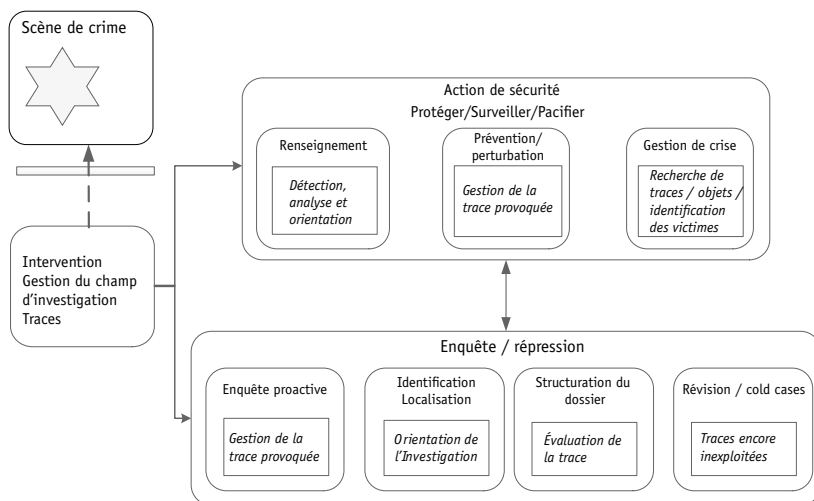 Scène de crime
Intervention
Gestion du champ
d'investigation
Traces
Action de sécurité
Protéger/Surveiller/Pacifier
Renseignement
Détection,
analyse et
orientation
Prévention/
perturbation
Gestion de la
trace provoquée
Gestion de crise
Recherche de
traces / objets /
identification
des victimes
Enquête / répression
Enquête proactive
Gestion de la
trace provoquée
Identification
Localisation
Orientation de
l'Investigation
Structuration du
dossier
Évaluation de
la trace
Révision / cold cases
Traces encore
inexploitées